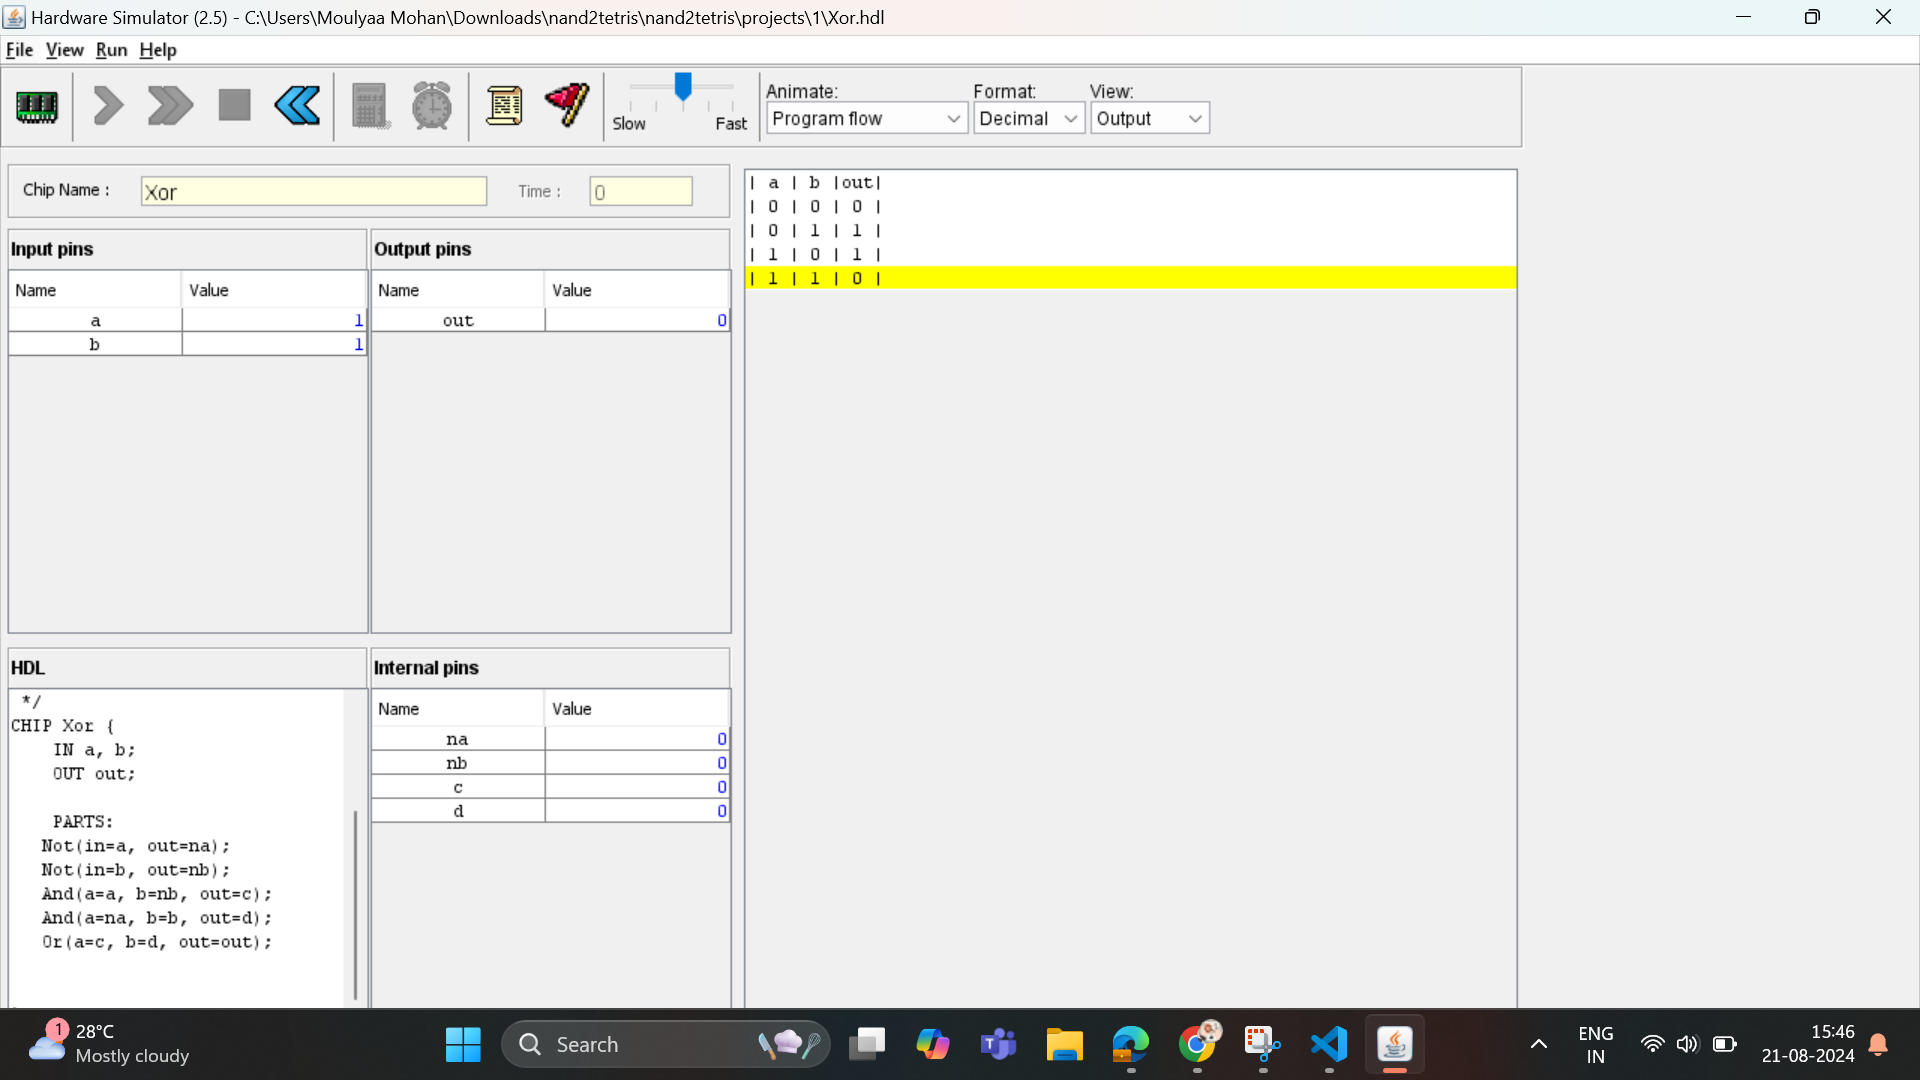 Hardware Simulator (2.5) - C:\Users\Moulyaa Mohan\Downloads\nand2tetris\nand2tetris\projects\1\Xor.hdl
File View Run Help
Slow Fast
Animate: Format: View:
Program flow Decimal Output
Chip Name : Xor Time : 0
| a | b |out|
| 0 | 0 | 0 |
| 0 | 1 | 1 |
| 1 | 0 | 1 |
| 1 | 1 | 0 |
Input pins
Name Value
a 1
b 1
Output pins
Name Value
out 0
HDL
*/
CHIP Xor {
IN a, b;
OUT out;
PARTS:
Not(in=a, out=na);
Not(in=b, out=nb);
And(a=a, b=nb, out=c);
And(a=na, b=b, out=d);
Or(a=c, b=d, out=out);
Internal pins
Name Value
na 0
nb 0
c 0
d 0
1
28°C
Mostly cloudy
Search
ENG
IN
15:46
21-08-2024